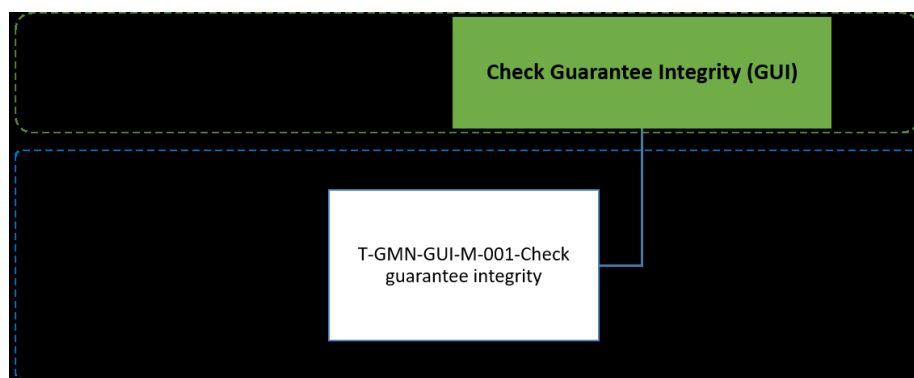 Check Guarantee Integrity (GUI)
T-GMN-GUI-M-001-Check
guarantee integrity